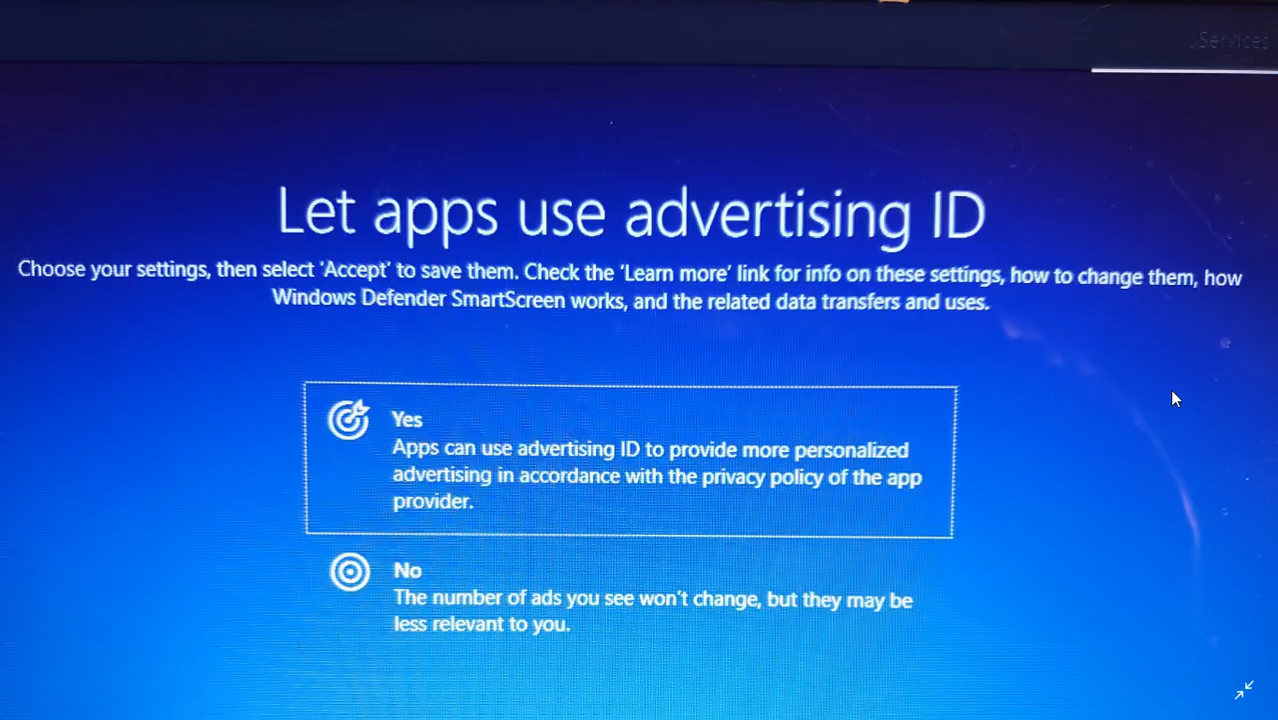 Services
Let apps use advertising ID
Choose your settings, then select 'Accept' to save them. Check the 'Learn more' link for info on these settings, how to change them, how
Windows Defender SmartScreen works, and the related data transfers and uses.
Yes
Apps can use advertising ID to provide more personalized
advertising in accordance with the privacy policy of the app
provider.
No
The number of ads you see won't change, but they may be
less relevant to you.